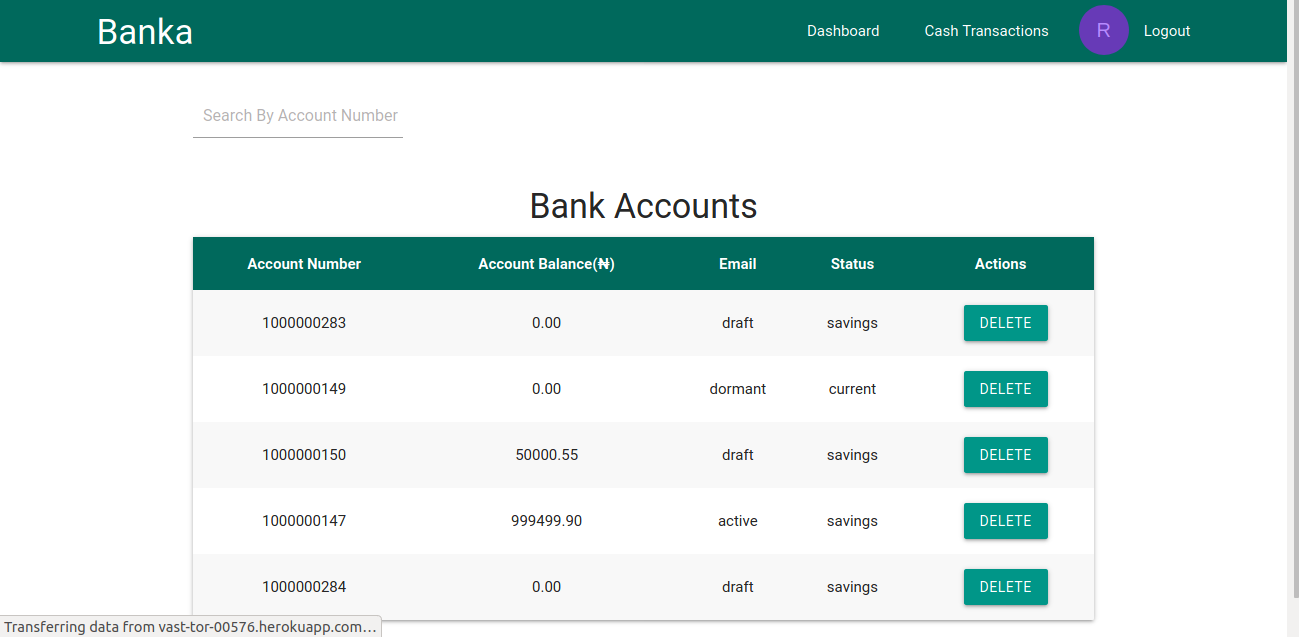 Banka Dashboard Cash Transactions R Logout
Search By Account Number
Bank Accounts
Account Number Account Balance(₦) Email Status Actions
1000000283 0.00 draft savings DELETE
1000000149 0.00 dormant current DELETE
1000000150 50000.55 draft savings DELETE
1000000147 999499.90 active savings DELETE
1000000284 0.00 draft savings DELETE
Transferring data from vast-tor-00576.herokuapp.com…